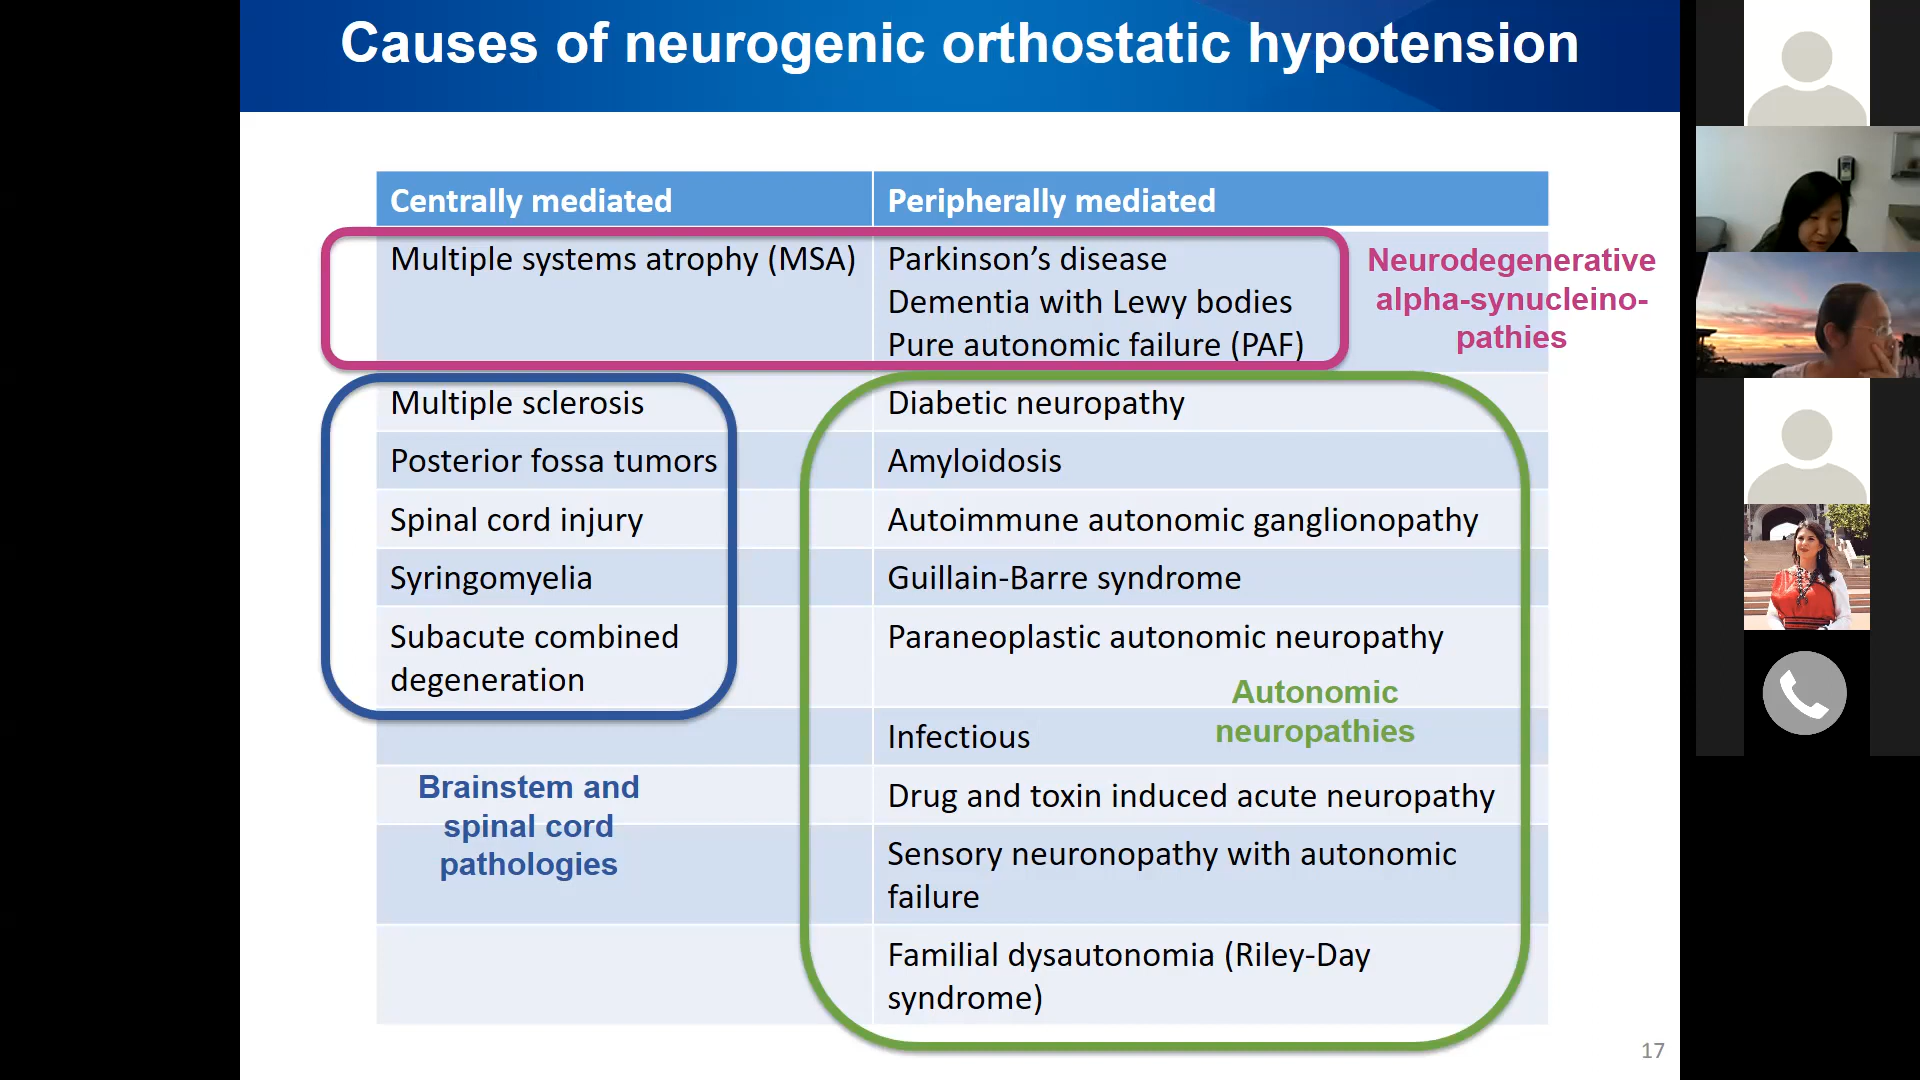 Causes of neurogenic orthostatic hypotension
Centrally mediated
Peripherally mediated
Multiple systems atrophy (MSA)
Parkinson’s disease
Dementia with Lewy bodies
Pure autonomic failure (PAF)
Neurodegenerative
alpha-synucleino-
pathies
Multiple sclerosis
Diabetic neuropathy
Posterior fossa tumors
Amyloidosis
Spinal cord injury
Autoimmune autonomic ganglionopathy
Syringomyelia
Guillain-Barre syndrome
Subacute combined
degeneration
Paraneoplastic autonomic neuropathy
Autonomic
neuropathies
Infectious
Brainstem and
spinal cord
pathologies
Drug and toxin induced acute neuropathy
Sensory neuronopathy with autonomic
failure
Familial dysautonomia (Riley-Day
syndrome)
17